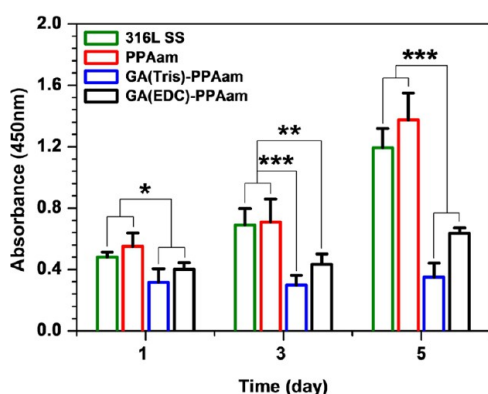 316L SS
PPAam
GA(Tris)-PPAam
GA(EDC)-PPAam
Absorbance (450nm)
2.0
1.6
1.2
0.8
0.4
0.0
*
**
***
***
1 3 5
Time (day)